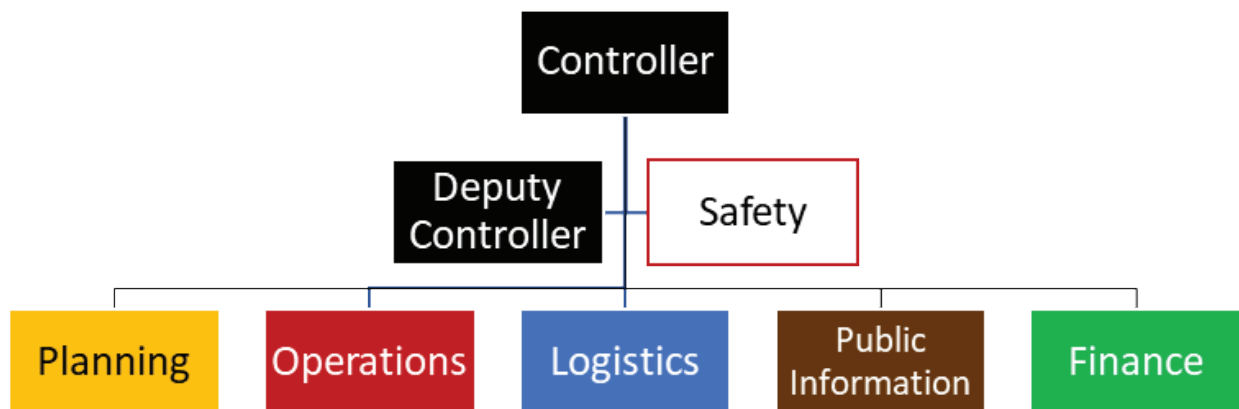 Controller
Deputy
Controller
Safety
Planning
Operations
Logistics
Public
Information
Finance